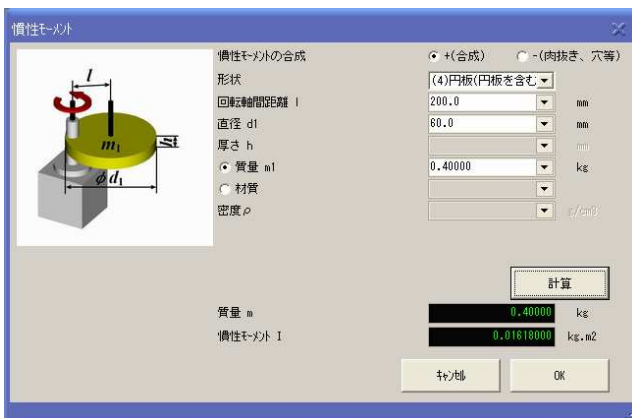 慣性モーメント
慣性モーメントの合成 +(合成) -(肉抜き、穴等)
形状 (4)円板(円板を含む
回転軸間距離 l 200.0 mm
直径 d1 60.0 mm
厚さ h mm
質量 m1 0.40000 kg
材質
密度ρ g/cm3
l
m1
h
φd1
計算
質量 m 0.40000 kg
慣性モーメント I 0.01618000 kg.m2
キャンセル OK